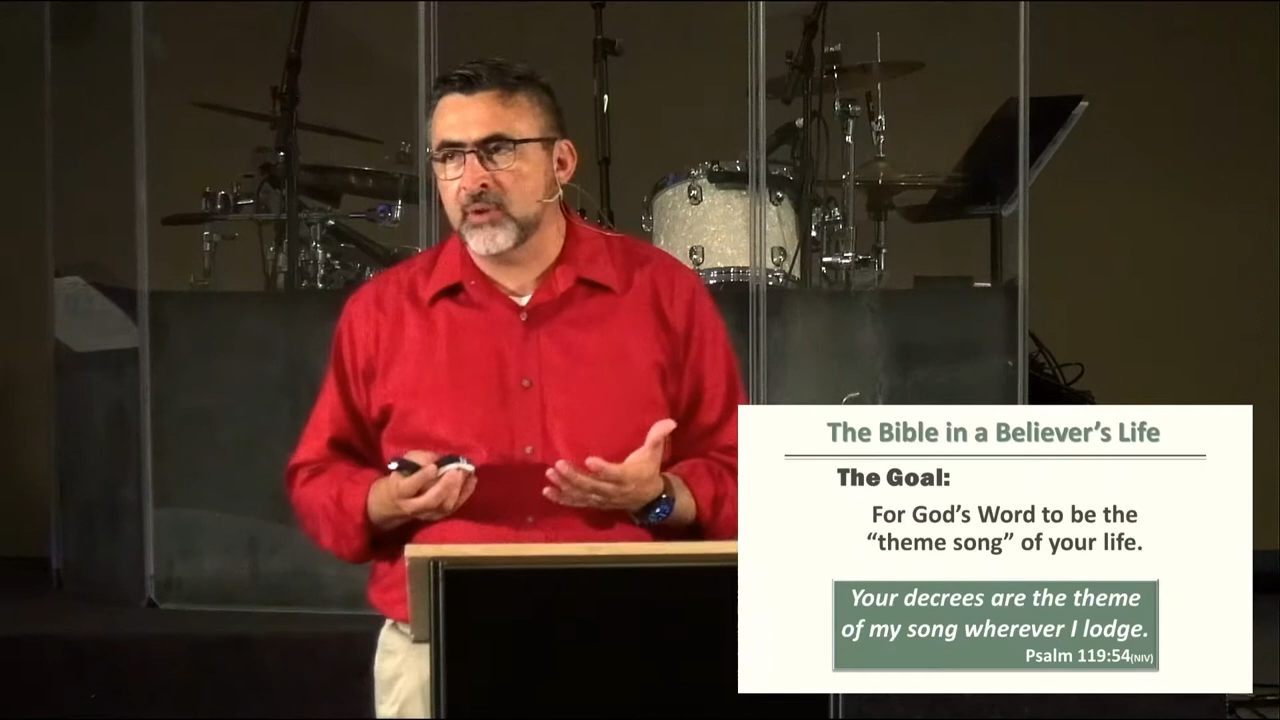 The Bible in a Believer's Life
The Goal:
For God's Word to be the
“theme song” of your life.
Your decrees are the theme
of my song wherever I lodge.
Psalm 119:54(NIV)